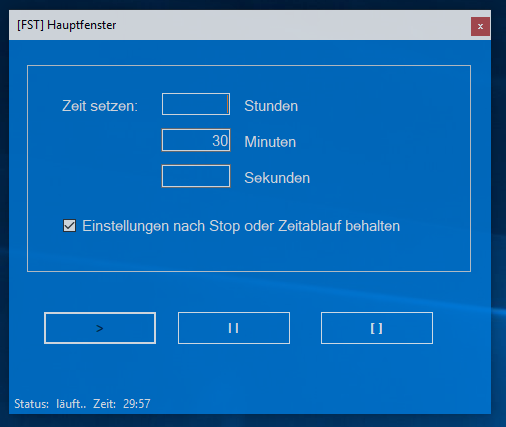 [FST] Hauptfenster
x
Zeit setzen: Stunden
30 Minuten
Sekunden
Einstellungen nach Stop oder Zeitablauf behalten
> | | [ ]
Status: läuft.. Zeit: 29:57